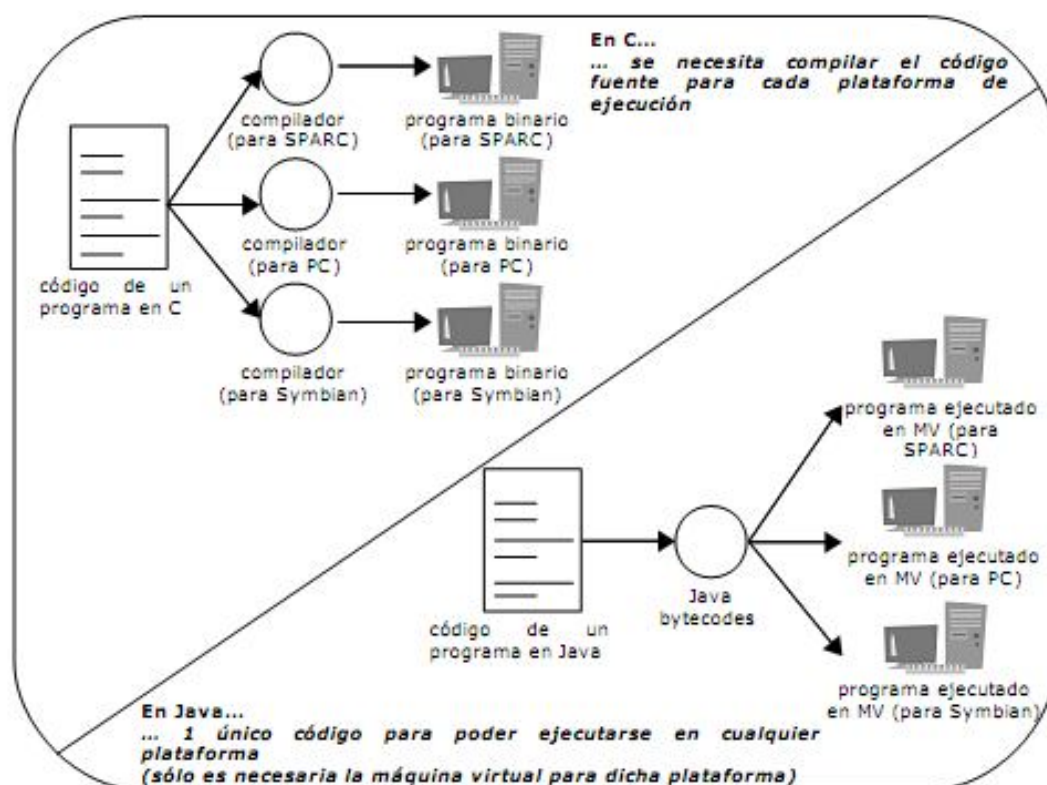 En C...
... se necesita compilar el código
fuente para cada plataforma de
ejecución
compilador
(para SPARC)
programa binario
(para SPARC)
compilador
(para PC)
programa binario
(para PC)
código de un
programa en C
compilador
(para Symbian)
programa binario
(para Symbian)
programa ejecutado
en MV (para
SPARC)
programa ejecutado
en MV (para PC)
Java
bytecodes
código de un
programa en Java
programa ejecutado
en MV (para Symbian)
En Java...
... 1 único código para poder ejecutarse en cualquier
plataforma
(sólo es necesaria la máquina virtual para dicha plataforma)